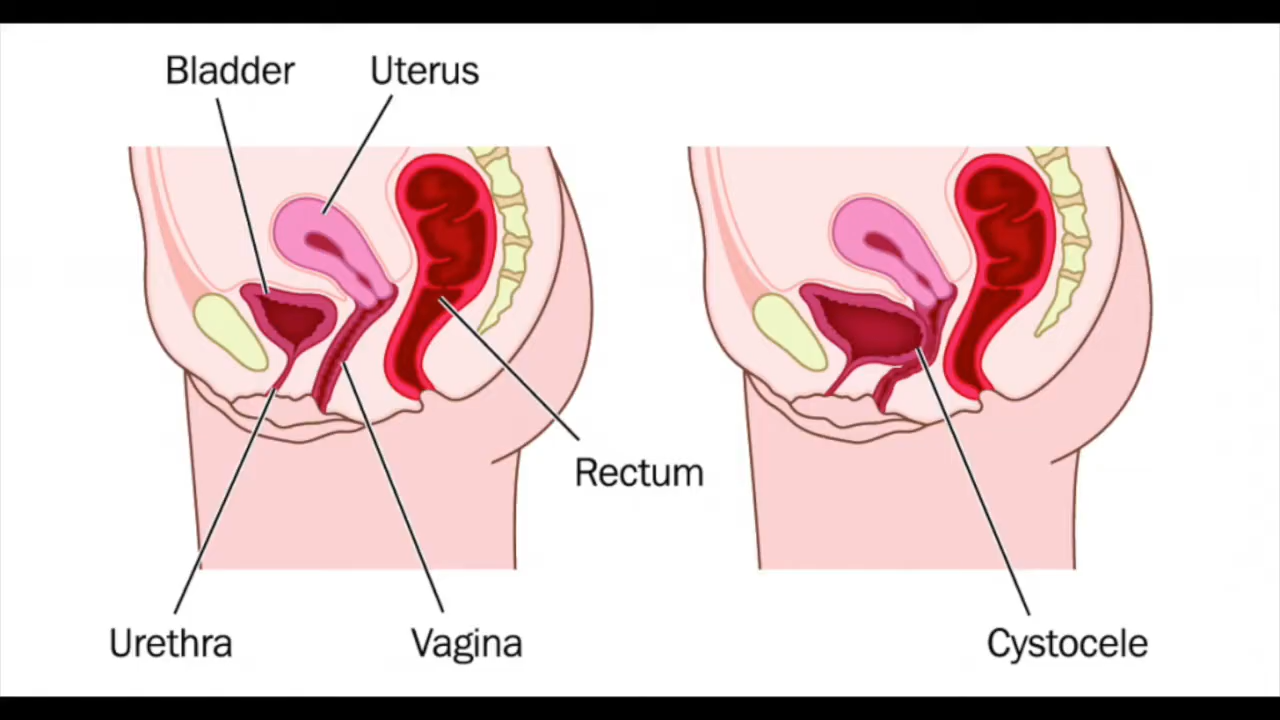 Bladder
Uterus
Rectum
Urethra
Vagina
Cystocele